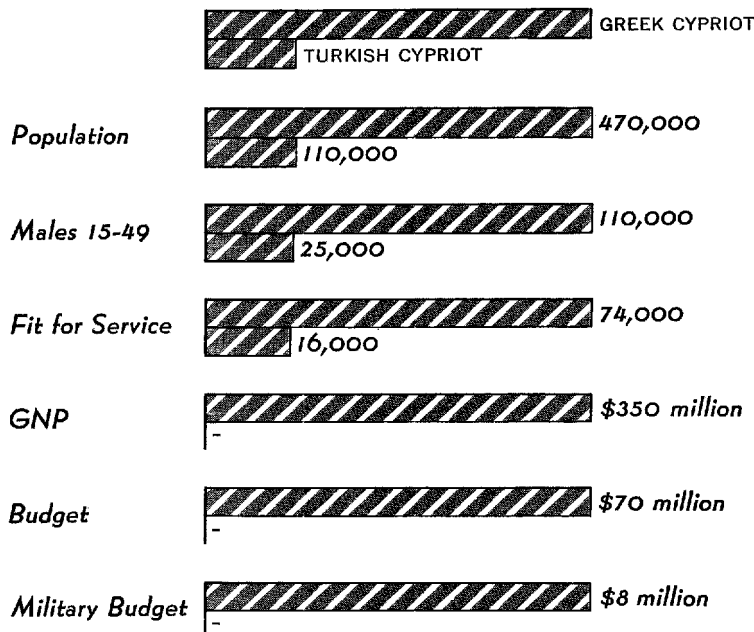 GREEK CYPRIOT
TURKISH CYPRIOT
Population
470,000
110,000
Males 15-49
110,000
25,000
Fit for Service
74,000
16,000
GNP
$350 million
-
Budget
$70 million
-
Military Budget
$8 million
-